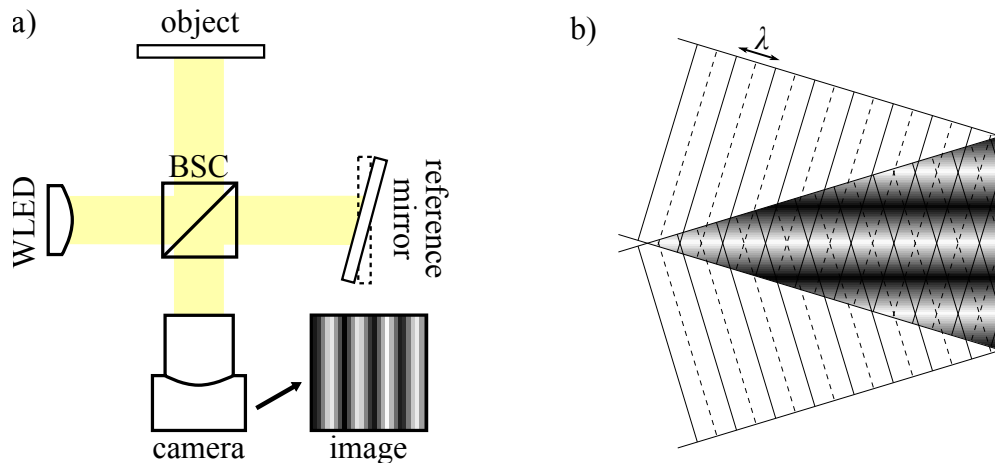 a)
object
BSC
WLED
reference
mirror
camera
image
b)
λ